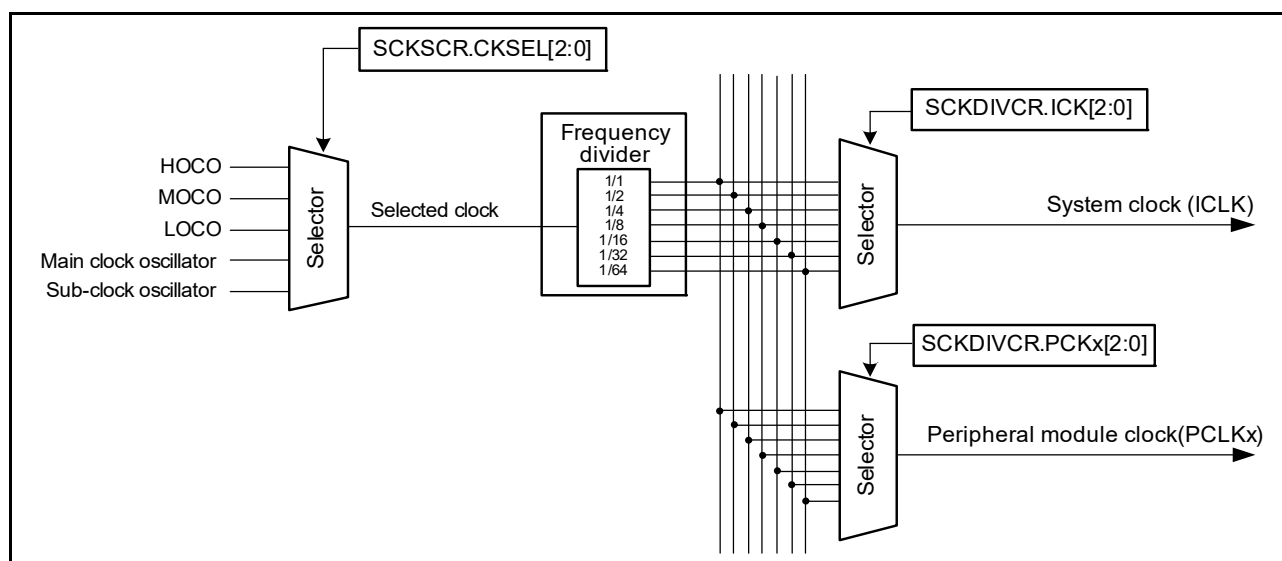 SCKSCR.CKSEL[2:0]
HOCO
MOCO
LOCO
Main clock oscillator
Sub-clock oscillator
Selector
Selected clock
Frequency
divider
1/1
1/2
1/4
1/8
1/16
1/32
1/64
SCKDIVCR.ICK[2:0]
Selector
System clock (ICLK)
SCKDIVCR.PCKx[2:0]
Selector
Peripheral module clock(PCLKx)